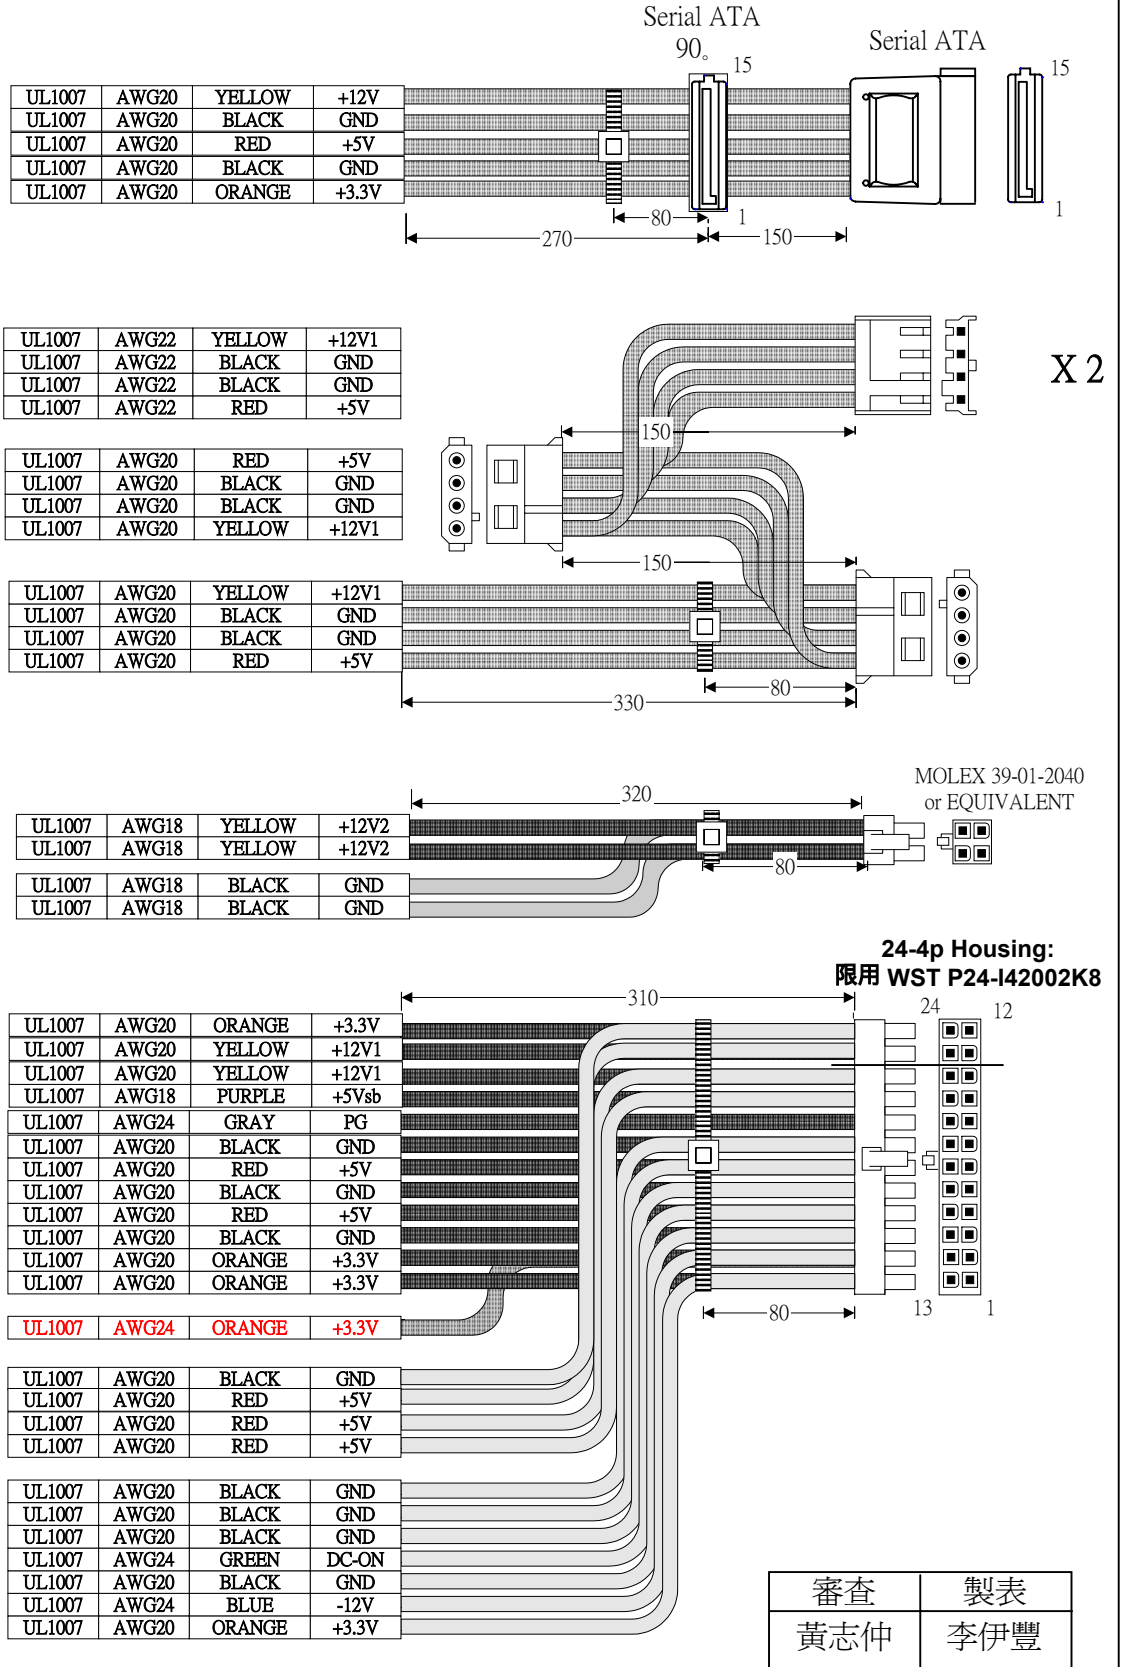 Serial ATA
90。
Serial ATA
15
15
UL1007 AWG20 YELLOW +12V
UL1007 AWG20 BLACK GND
UL1007 AWG20 RED +5V
UL1007 AWG20 BLACK GND
UL1007 AWG20 ORANGE +3.3V
80
1
1
270
150
UL1007 AWG22 YELLOW +12V1
UL1007 AWG22 BLACK GND
UL1007 AWG22 BLACK GND
UL1007 AWG22 RED +5V
X 2
150
UL1007 AWG20 RED +5V
UL1007 AWG20 BLACK GND
UL1007 AWG20 BLACK GND
UL1007 AWG20 YELLOW +12V1
150
UL1007 AWG20 YELLOW +12V1
UL1007 AWG20 BLACK GND
UL1007 AWG20 BLACK GND
UL1007 AWG20 RED +5V
80
330
MOLEX 39-01-2040
or EQUIVALENT
320
UL1007 AWG18 YELLOW +12V2
UL1007 AWG18 YELLOW +12V2
80
UL1007 AWG18 BLACK GND
UL1007 AWG18 BLACK GND
24-4p Housing:
限用 WST P24-I42002K8
310
24
12
UL1007 AWG20 ORANGE +3.3V
UL1007 AWG20 YELLOW +12V1
UL1007 AWG20 YELLOW +12V1
UL1007 AWG18 PURPLE +5Vsb
UL1007 AWG24 GRAY PG
UL1007 AWG20 BLACK GND
UL1007 AWG20 RED +5V
UL1007 AWG20 BLACK GND
UL1007 AWG20 RED +5V
UL1007 AWG20 BLACK GND
UL1007 AWG20 ORANGE +3.3V
UL1007 AWG20 ORANGE +3.3V
80
13
1
UL1007 AWG24 ORANGE +3.3V
UL1007 AWG20 BLACK GND
UL1007 AWG20 RED +5V
UL1007 AWG20 RED +5V
UL1007 AWG20 RED +5V
UL1007 AWG20 BLACK GND
UL1007 AWG20 BLACK GND
UL1007 AWG20 BLACK GND
UL1007 AWG24 GREEN DC-ON
UL1007 AWG20 BLACK GND
UL1007 AWG24 BLUE -12V
UL1007 AWG20 ORANGE +3.3V
審查 製表
黃志仲 李伊豐